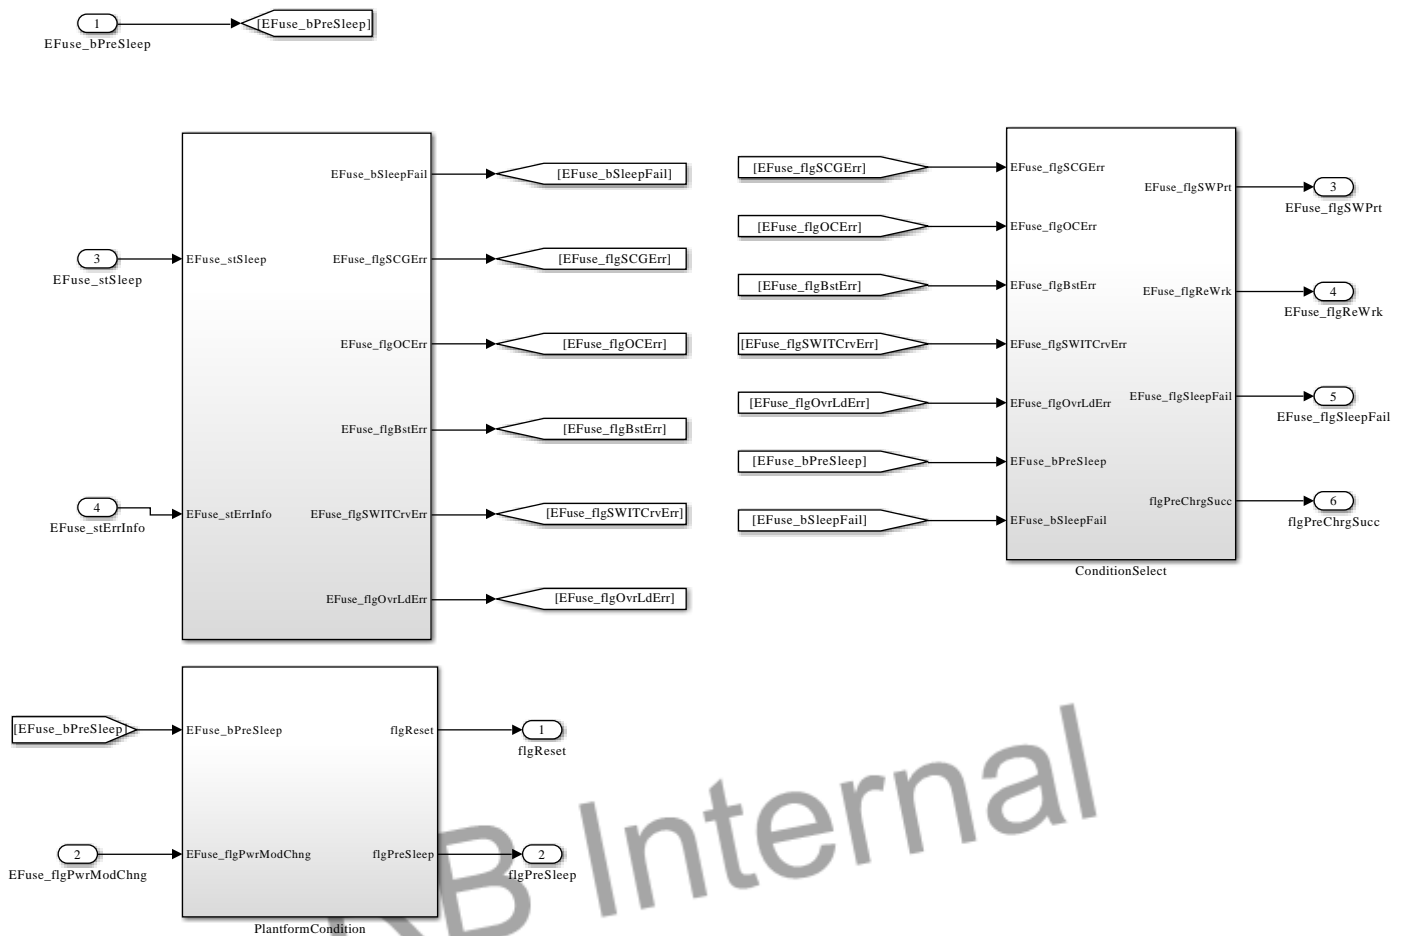 1
[EFuse_bPreSleep]
EFuse_bPreSleep
EFuse_bSleepFail
[EFuse_bSleepFail]
3
EFuse_stSleep
EFuse_stSleep
EFuse_flgSCGErr
[EFuse_flgSCGErr]
EFuse_flgOCErr
[EFuse_flgOCErr]
EFuse_flgBstErr
[EFuse_flgBstErr]
4
EFuse_stErrInfo
EFuse_stErrInfo
EFuse_flgSWITCrvErr
[EFuse_flgSWITCrvErr]
EFuse_flgOvrLdErr
[EFuse_flgOvrLdErr]
[EFuse_flgSCGErr]
EFuse_flgSCGErr
[EFuse_flgOCErr]
EFuse_flgOCErr
[EFuse_flgBstErr]
EFuse_flgBstErr
[EFuse_flgSWITCrvErr]
EFuse_flgSWITCrvErr
[EFuse_flgOvrLdErr]
EFuse_flgOvrLdErr
[EFuse_bPreSleep]
EFuse_bPreSleep
[EFuse_bSleepFail]
EFuse_bSleepFail
EFuse_flgSWPrt
3
EFuse_flgSWPrt
EFuse_flgReWrk
4
EFuse_flgReWrk
EFuse_flgSleepFail
5
EFuse_flgSleepFail
flgPreChrgSucc
6
flgPreChrgSucc
ConditionSelect
[EFuse_bPreSleep]
EFuse_bPreSleep
flgReset
1
flgReset
2
EFuse_flgPwrModChng
EFuse_flgPwrModChng
flgPreSleep
2
flgPreSleep
PlantformCondition
B Internal